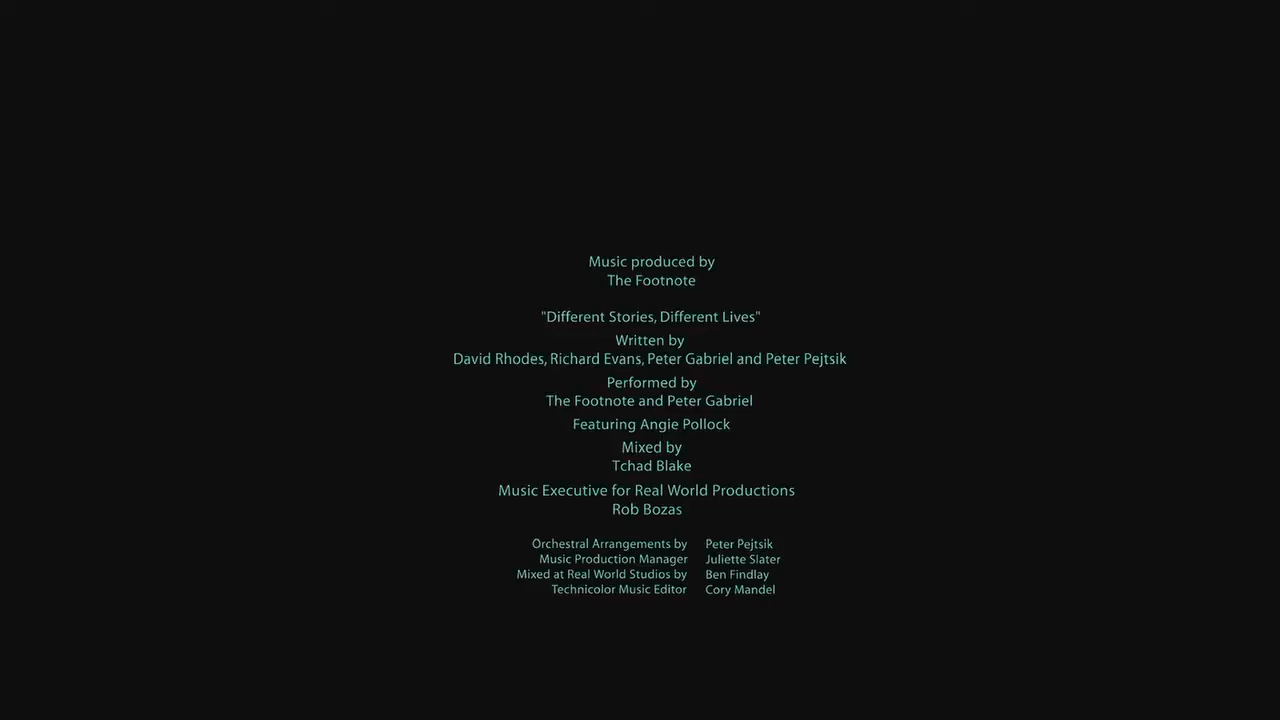 Music produced by
The Footnote
"Different Stories, Different Lives"
Written by
David Rhodes, Richard Evans, Peter Gabriel and Peter Pejtsik
Performed by
The Footnote and Peter Gabriel
Featuring Angie Pollock
Mixed by
Tchad Blake
Music Executive for Real World Productions
Rob Bozas
Orchestral Arrangements by Peter Pejtsik
Music Production Manager Juliette Slater
Mixed at Real World Studios by Ben Findlay
Technicolor Music Editor Cory Mandel